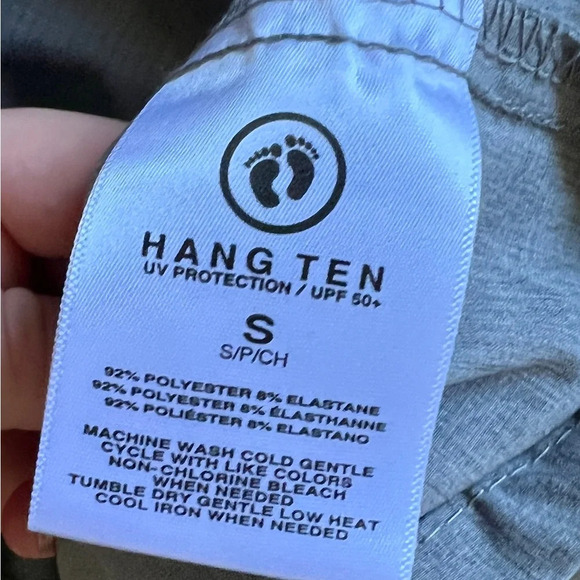 HANG TEN
UV PROTECTION / UPF 50+
S
S/P/CH
92% POLYESTER 8% ELASTANE
92% POLYESTER 8% ÉLASTHANNE
92% POLIÉSTER 8% ELASTANO
MACHINE WASH COLD GENTLE
CYCLE WITH LIKE COLORS
NON-CHLORINE BLEACH
WHEN NEEDED
TUMBLE DRY GENTLE LOW HEAT
COOL IRON WHEN NEEDED